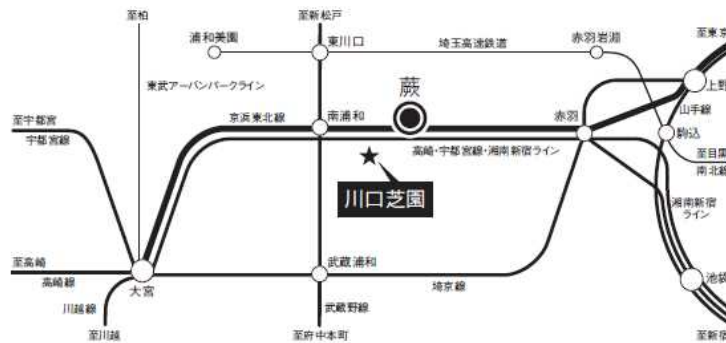 至柏
至新松戸
浦和美園
東川口
埼玉高速鉄道
赤羽岩淵
至東京
東武アーバンパークライン
蕨
上野
山手線
至宇都宮
宇都宮線
京浜東北線
南浦和
赤羽
駒込
高崎・宇都宮線・湘南新宿ライン
至目黒
南北線
川口芝園
湘南新宿
ライン
至高崎
高崎線
大宮
武蔵浦和
埼京線
池袋
川越線
武蔵野線
至川越
至府中本町
至新宿